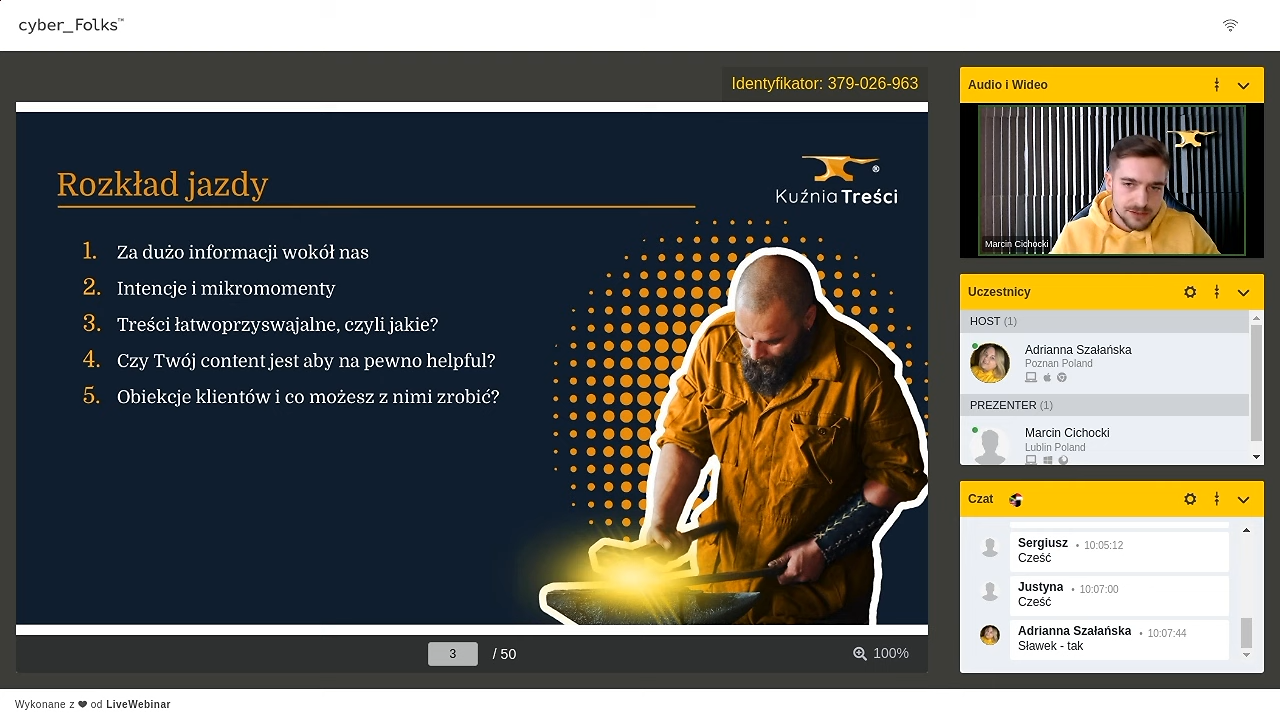 cyber_Folks™
Identyfikator: 379-026-963
Rozkład jazdy
Kuźnia Treści ®
1. Za dużo informacji wokół nas
2. Intencje i mikromomenty
3. Treści łatwoprzyswajalne, czyli jakie?
4. Czy Twój content jest aby na pewno helpful?
5. Obiekcje klientów i co możesz z nimi zrobić?
3 / 50
100%
Audio i Wideo
Marcin Cichocki
Uczestnicy
HOST (1)
Adrianna Szałańska
Poznan Poland
PREZENTER (1)
Marcin Cichocki
Lublin Poland
Czat
Sergiusz • 10:05:12
Cześć
Justyna • 10:07:00
Cześć
Adrianna Szałańska • 10:07:44
Sławek - tak
Wykonane z ❤ od LiveWebinar